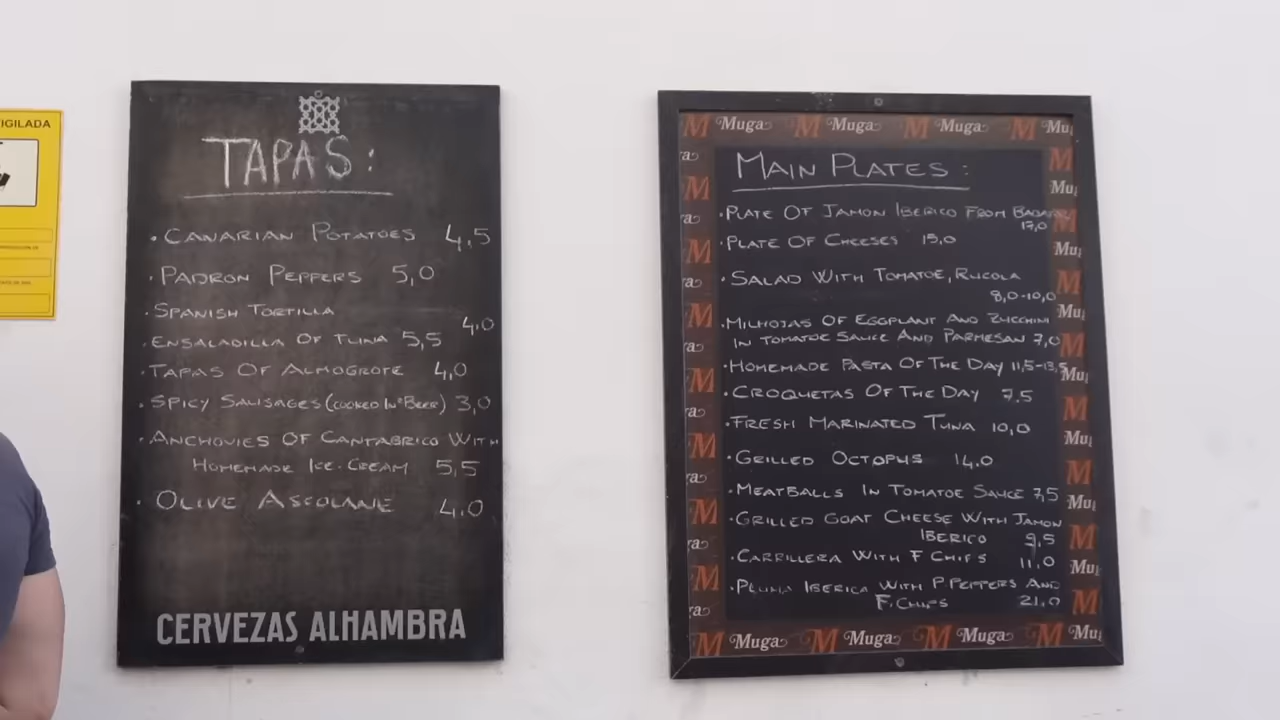 IGILADA
TAPAS:
· CANARIAN POTATOES 4,5
· PADRON PEPPERS 5,0
· SPANISH TORTILLA 4,0
· ENSALADILLA OF TUNA 5,5
· TAPAS OF ALMOGROTE 4,0
· SPICY SAUSAGES (COOKED IN BEER) 3,0
· ANCHOVIES OF CANTABRICO WITH
HOMEMADE ICE-CREAM 5,5
· OLIVE ASCOLANE 4,0
CERVEZAS ALHAMBRA
M Muga M Muga M Muga M Mu
MAIN PLATES:
· PLATE OF JAMON IBERICO FROM
17,0
· PLATE OF CHEESES 15,0
· SALAD WITH TOMATOE, RUCOLA
8,0-10,0
· MILHOJAS OF EGGPLANT AND ZUCCHINI
IN TOMATOE SAUCE AND PARMESAN 7,0
· HOMEMADE PASTA OF THE DAY 11,5-13,5
· CROQUETAS OF THE DAY 7,5
· FRESH MARINATED TUNA 10,0
· GRILLED OCTOPUS 14,0
· MEATBALLS IN TOMATOE SAUCE 7,5
· GRILLED GOAT CHEESE WITH JAMON
IBERICO 9,5
· CARRILLERA WITH F CHIPS 11,0
· PLUMA IBERICA WITH P PEPPERS AND
F. CHIPS 21,0
M Muga M Muga M Muga M Mu